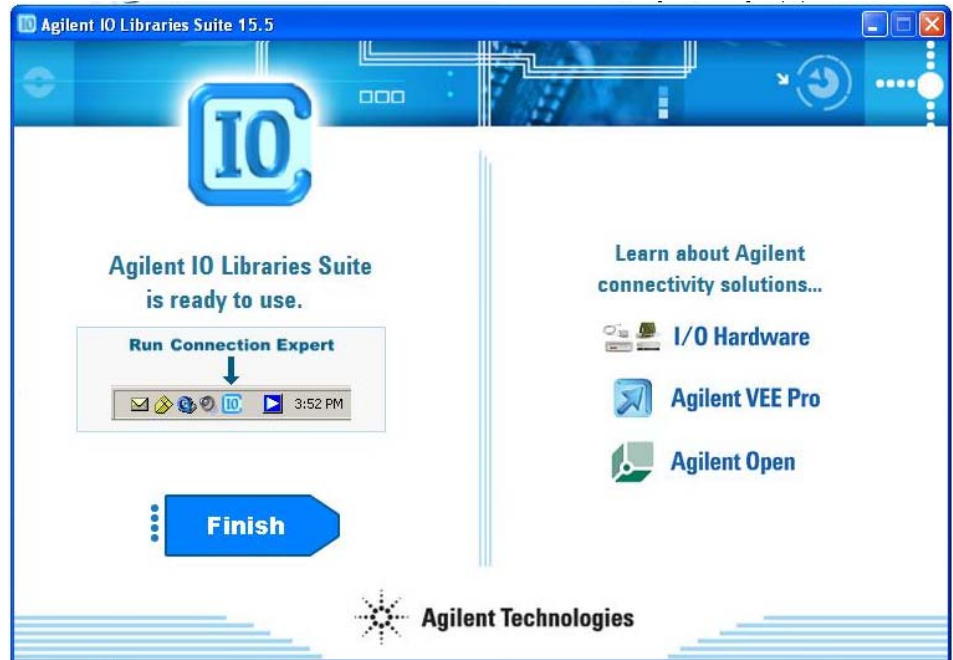 Agilent IO Libraries Suite 15.5
IO
Agilent IO Libraries Suite
is ready to use.
Run Connection Expert
IO
3:52 PM
Finish
Learn about Agilent
connectivity solutions...
I/O Hardware
Agilent VEE Pro
Agilent Open
Agilent Technologies